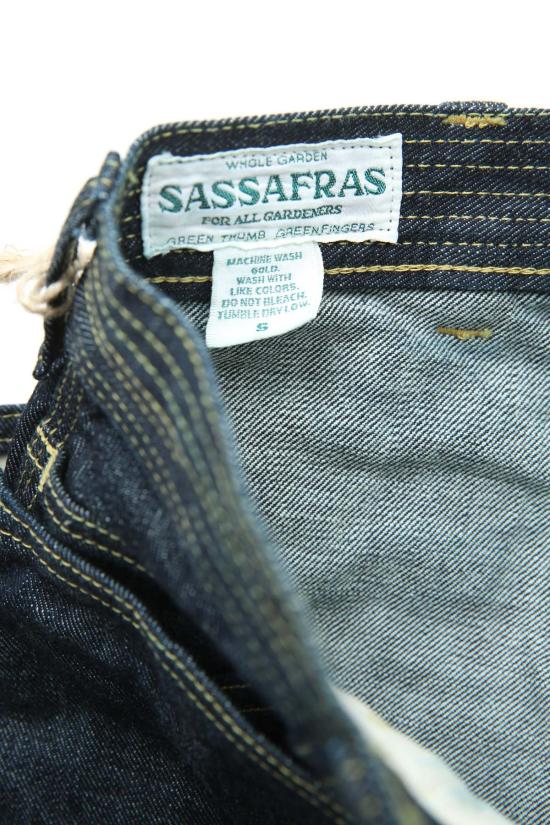 WHOLE GARDEN
SASSAFRAS
FOR ALL GARDENERS
GREEN THUMB GREENFINGERS
MACHINE WASH
COLD.
WASH WITH
LIKE COLORS.
DO NOT BLEACH.
TUMBLE DRY LOW.
S